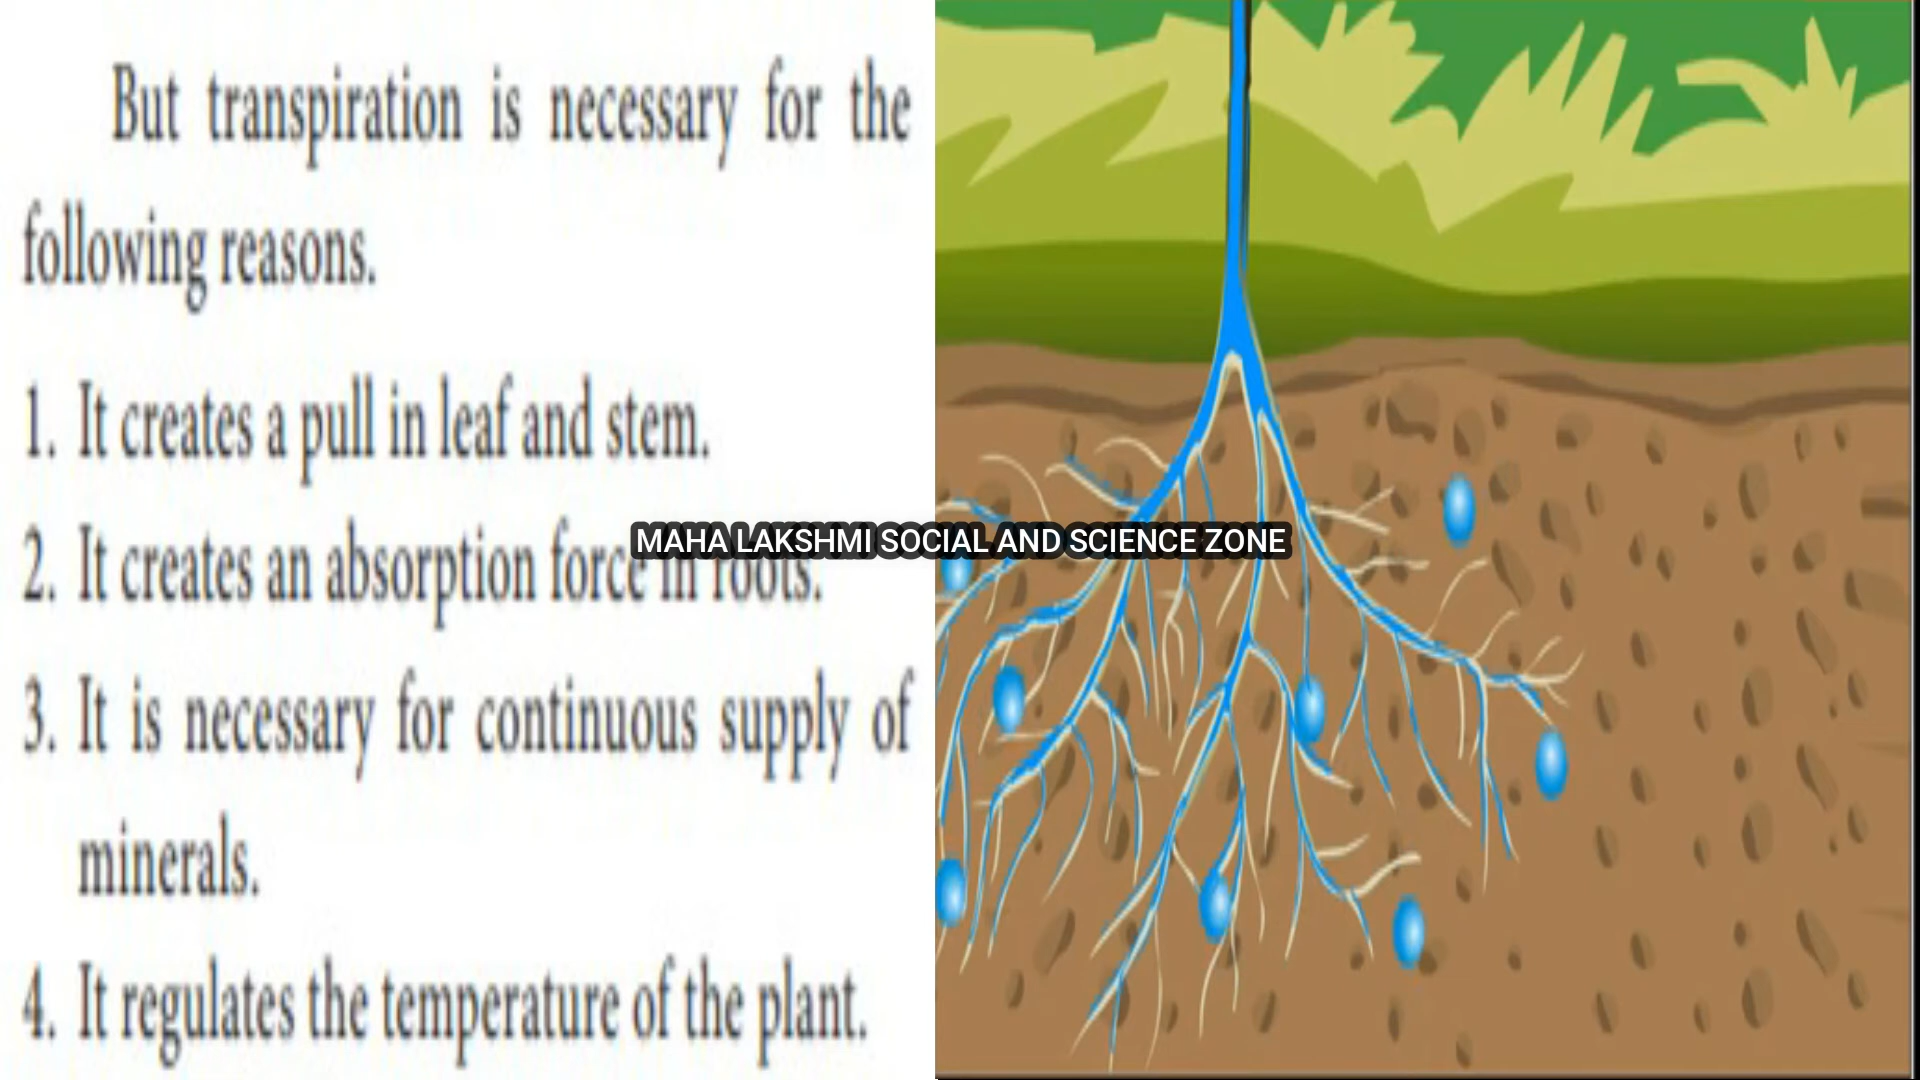 But transpiration is necessary for the
following reasons.
1. It creates a pull in leaf and stem.
2. It creates an absorption force in roots.
MAHA LAKSHMI SOCIAL AND SCIENCE ZONE
3. It is necessary for continuous supply of
minerals.
4. It regulates the temperature of the plant.